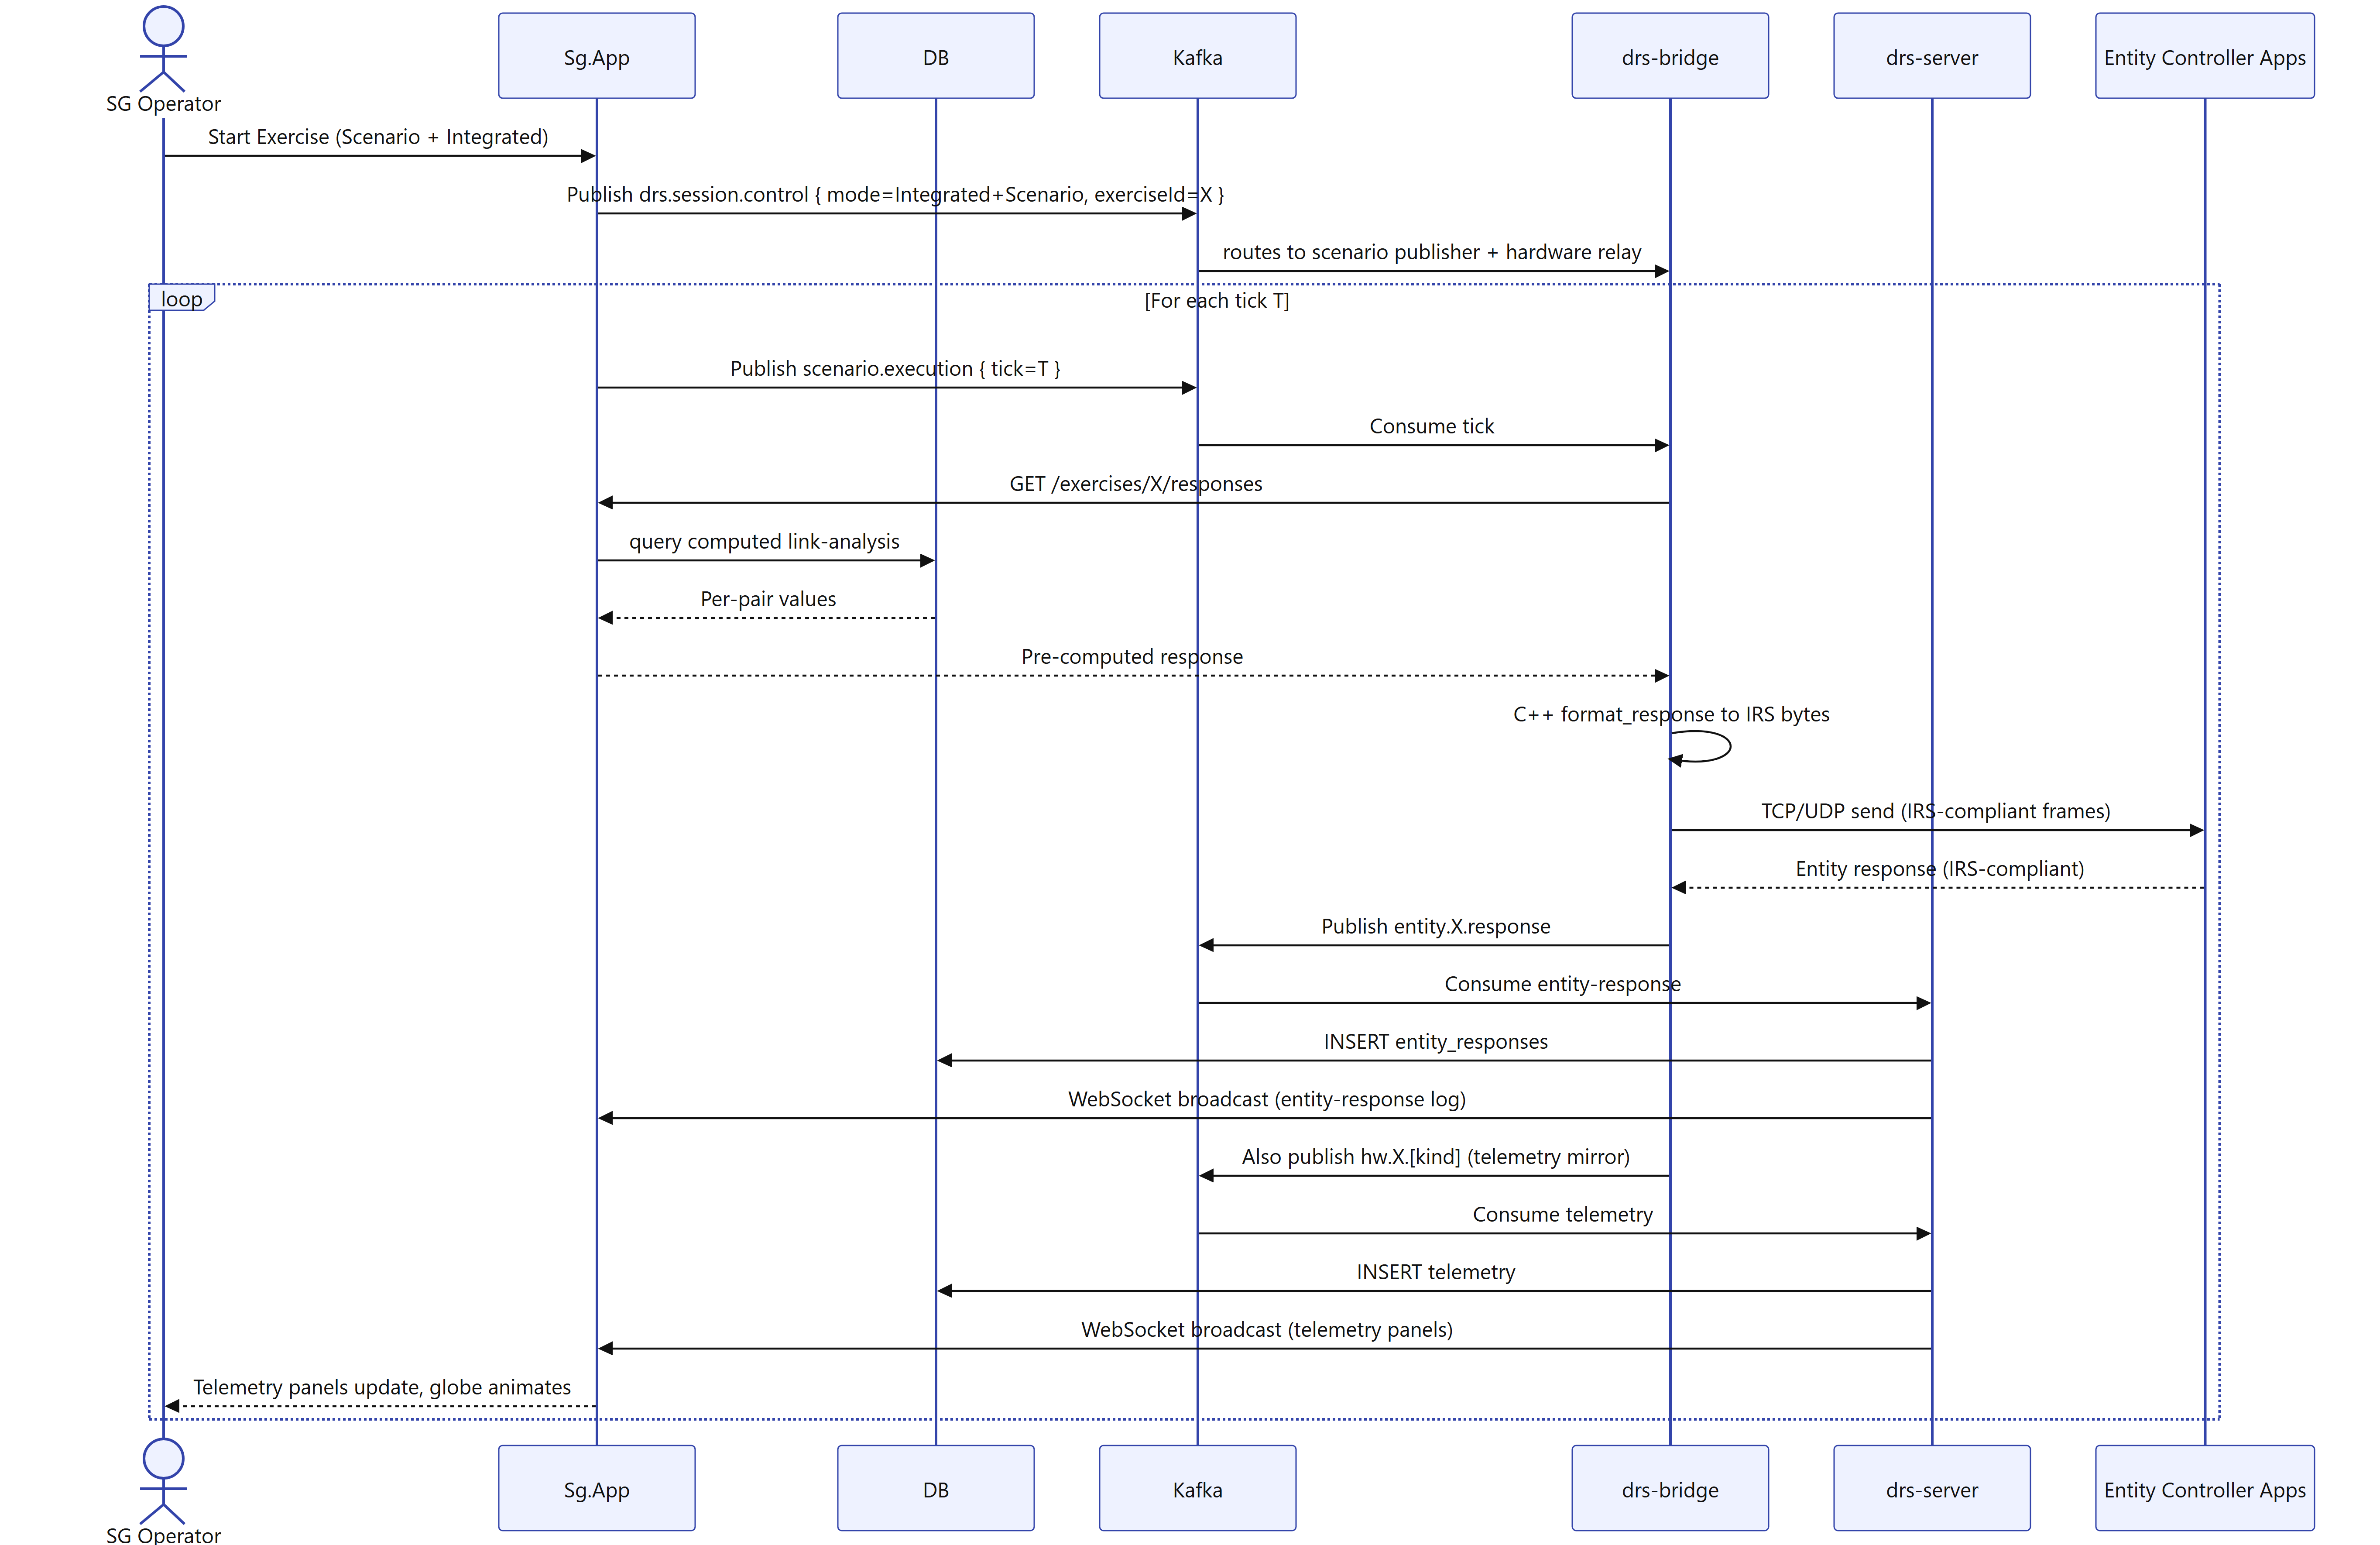 SG Operator
Sg.App
DB
Kafka
drs-bridge
drs-server
Entity Controller Apps
Start Exercise (Scenario + Integrated)
Publish drs.session.control { mode=Integrated+Scenario, exerciseId=X }
routes to scenario publisher + hardware relay
loop
[For each tick T]
Publish scenario.execution { tick=T }
Consume tick
GET /exercises/X/responses
query computed link-analysis
Per-pair values
Pre-computed response
C++ format_response to IRS bytes
TCP/UDP send (IRS-compliant frames)
Entity response (IRS-compliant)
Publish entity.X.response
Consume entity-response
INSERT entity_responses
WebSocket broadcast (entity-response log)
Also publish hw.X.[kind] (telemetry mirror)
Consume telemetry
INSERT telemetry
WebSocket broadcast (telemetry panels)
Telemetry panels update, globe animates
SG Operator
Sg.App
DB
Kafka
drs-bridge
drs-server
Entity Controller Apps